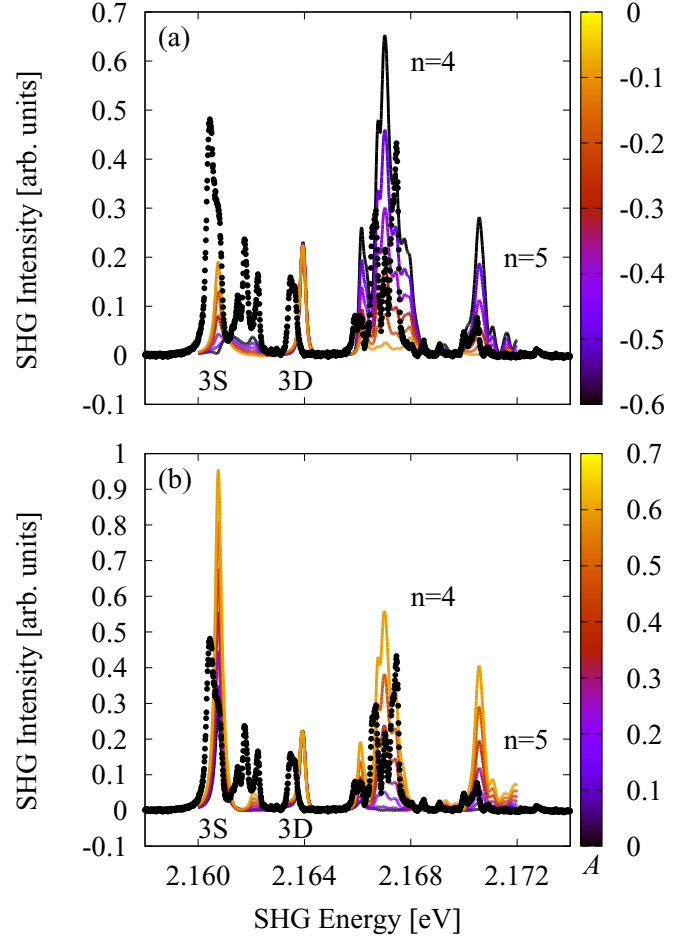 (a)
SHG Intensity [arb. units]
0.7
0.6
0.5
0.4
0.3
0.2
0.1
0
-0.1
n=4
n=5
3S
3D
0
-0.1
-0.2
-0.3
-0.4
-0.5
-0.6
(b)
SHG Intensity [arb. units]
1
0.9
0.8
0.7
0.6
0.5
0.4
0.3
0.2
0.1
0
-0.1
n=4
n=5
3S
3D
0.7
0.6
0.5
0.4
0.3
0.2
0.1
0
A
2.160 2.164 2.168 2.172
SHG Energy [eV]